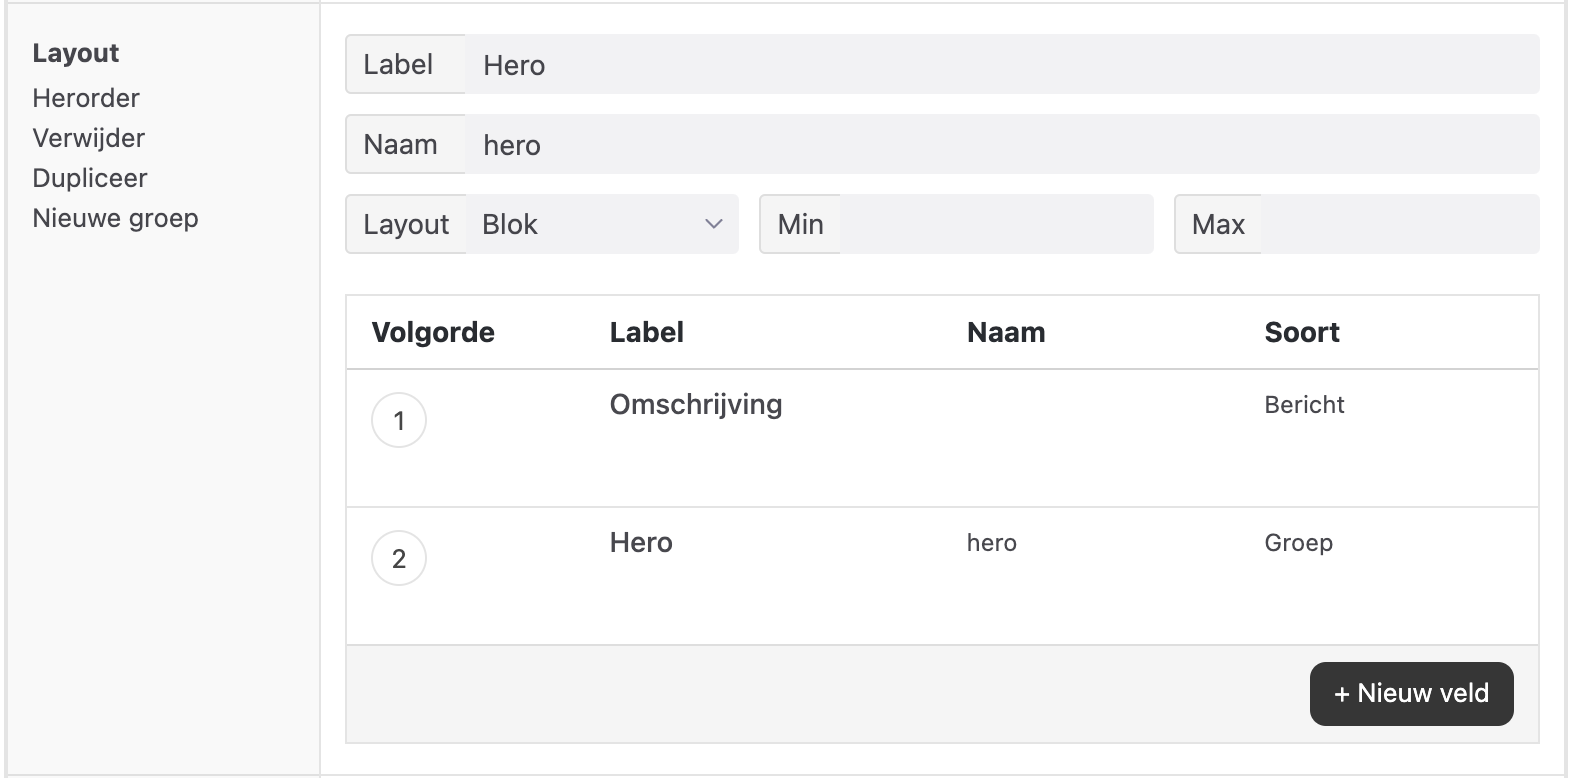 Layout
Herorder
Verwijder
Dupliceer
Nieuwe groep
Label Hero
Naam hero
Layout Blok Min Max
Volgorde Label Naam Soort
1 Omschrijving Bericht
2 Hero hero Groep
+ Nieuw veld